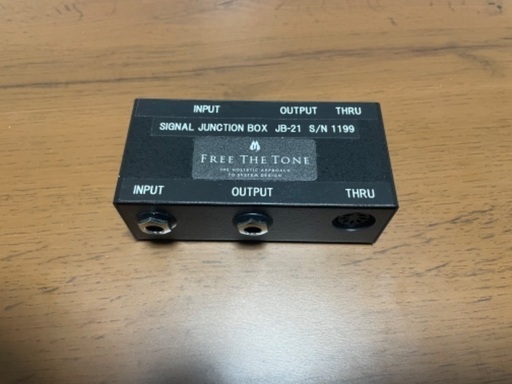 INPUT OUTPUT THRU
SIGNAL JUNCTION BOX JB-21 S/N 1199
FREE THE TONE
THE HOLISTIC APPROACH
TO SYSTEM DESIGN
INPUT OUTPUT THRU